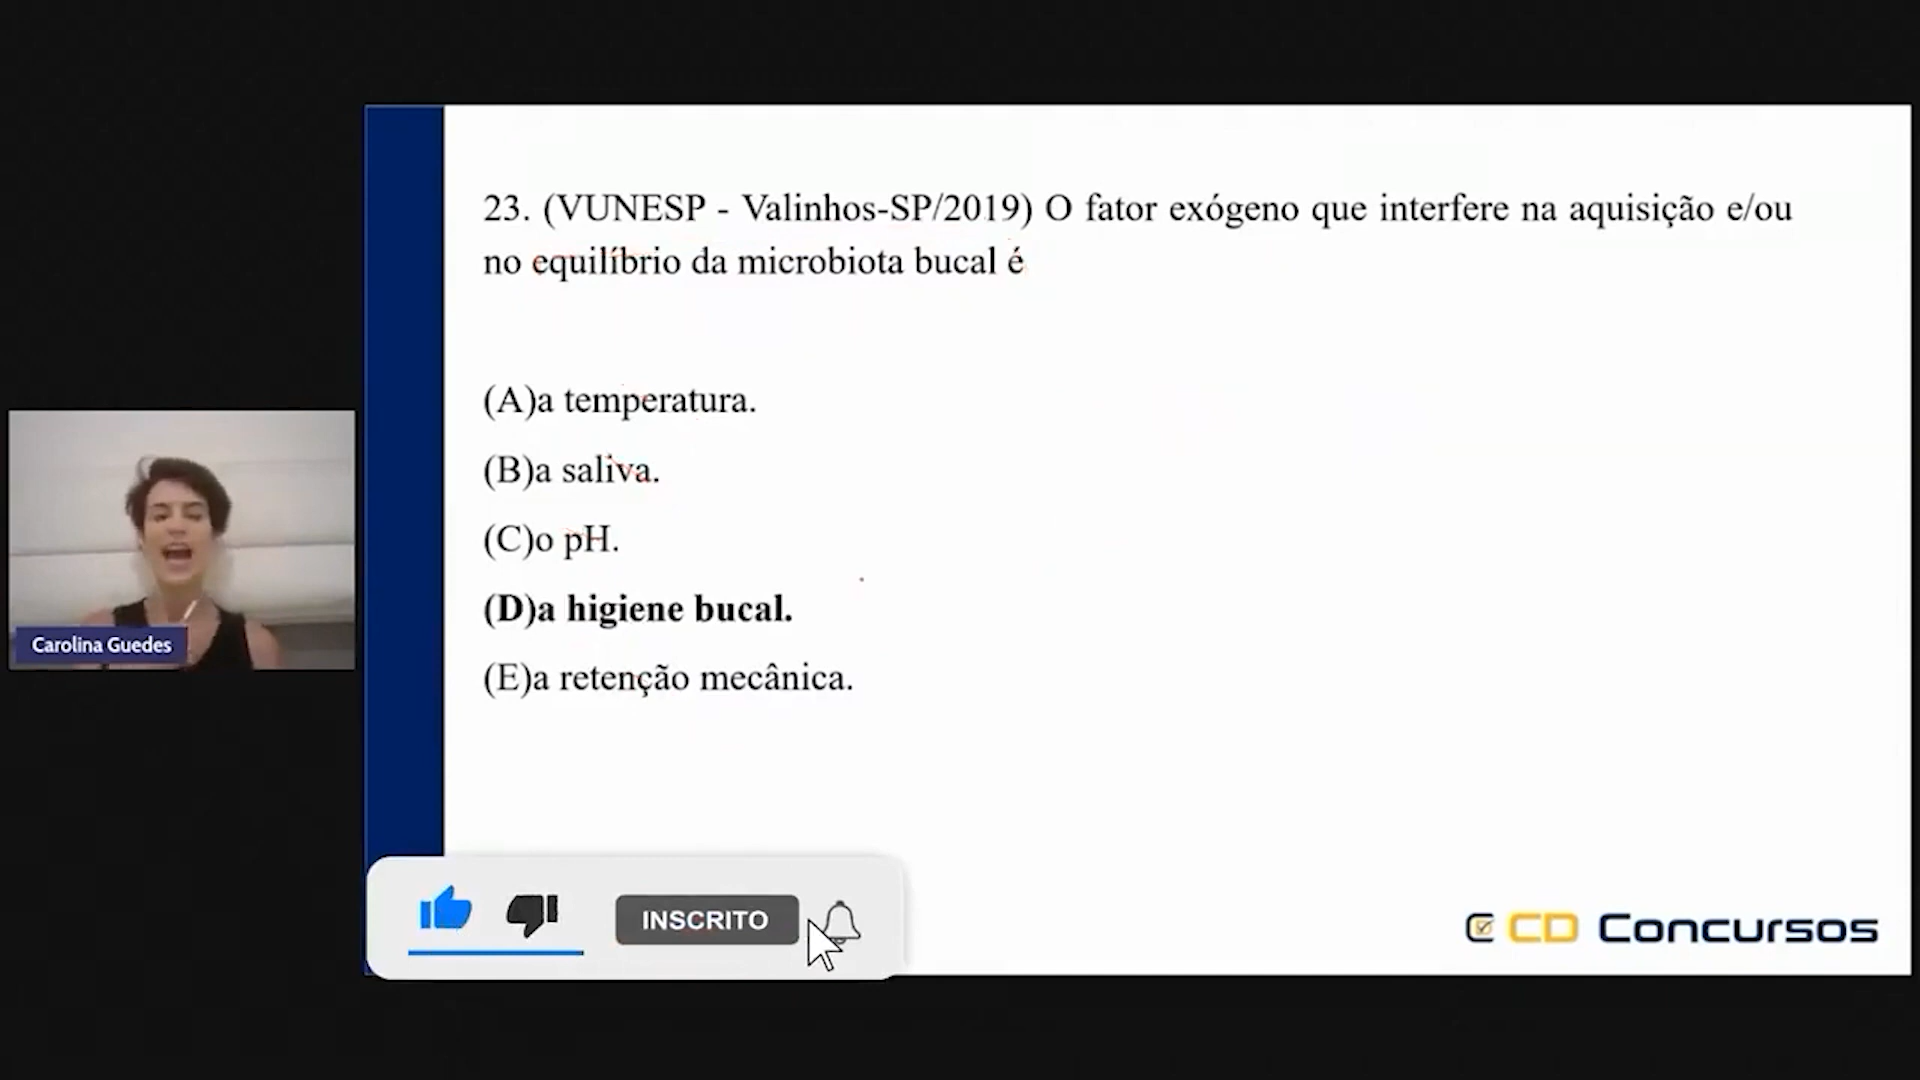 23. (VUNESP - Valinhos-SP/2019) O fator exógeno que interfere na aquisição e/ou
no equilíbrio da microbiota bucal é
(A)a temperatura.
(B)a saliva.
(C)o pH.
(D)a higiene bucal.
(E)a retenção mecânica.
Carolina Guedes
INSCRITO
CD Concursos